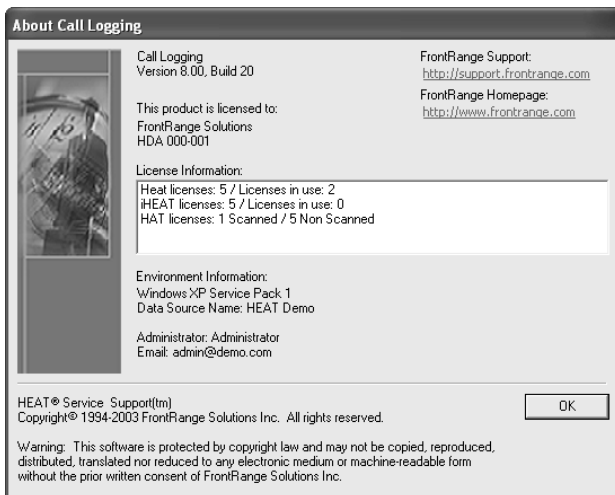 About Call Logging
Call Logging
Version 8.00, Build 20
FrontRange Support:
http://support.frontrange.com
FrontRange Homepage:
http://www.frontrange.com
This product is licensed to:
FrontRange Solutions
HDA 000-001
License Information:
Heat licenses: 5 / Licenses in use: 2
iHEAT licenses: 5 / Licenses in use: 0
HAT licenses: 1 Scanned / 5 Non Scanned
Environment Information:
Windows XP Service Pack 1
Data Source Name: HEAT Demo
Administrator: Administrator
Email: admin@demo.com
HEAT® Service Support(tm)
Copyright© 1994-2003 FrontRange Solutions Inc. All rights reserved.
OK
Warning: This software is protected by copyright law and may not be copied, reproduced,
distributed, translated nor reduced to any electronic medium or machine-readable form
without the prior written consent of FrontRange Solutions Inc.